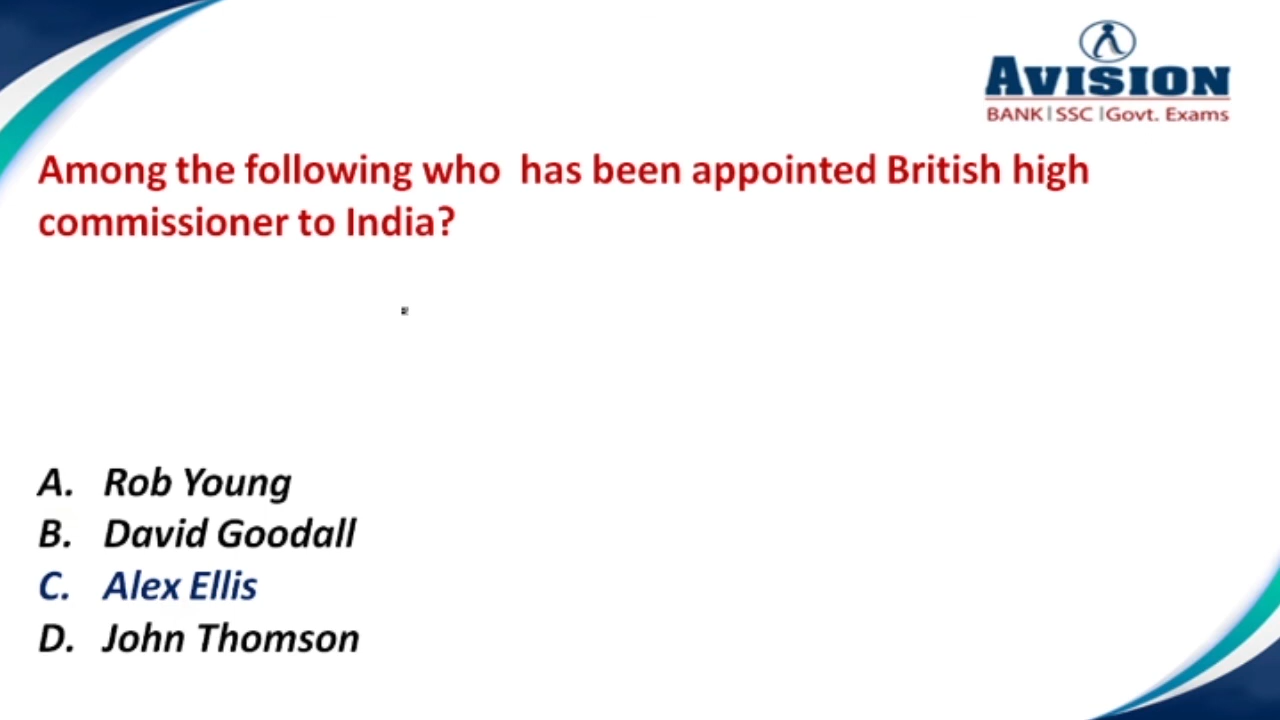 AVISION
BANK|SSC|Govt. Exams
Among the following who has been appointed British high
commissioner to India?
A. Rob Young
B. David Goodall
C. Alex Ellis
D. John Thomson